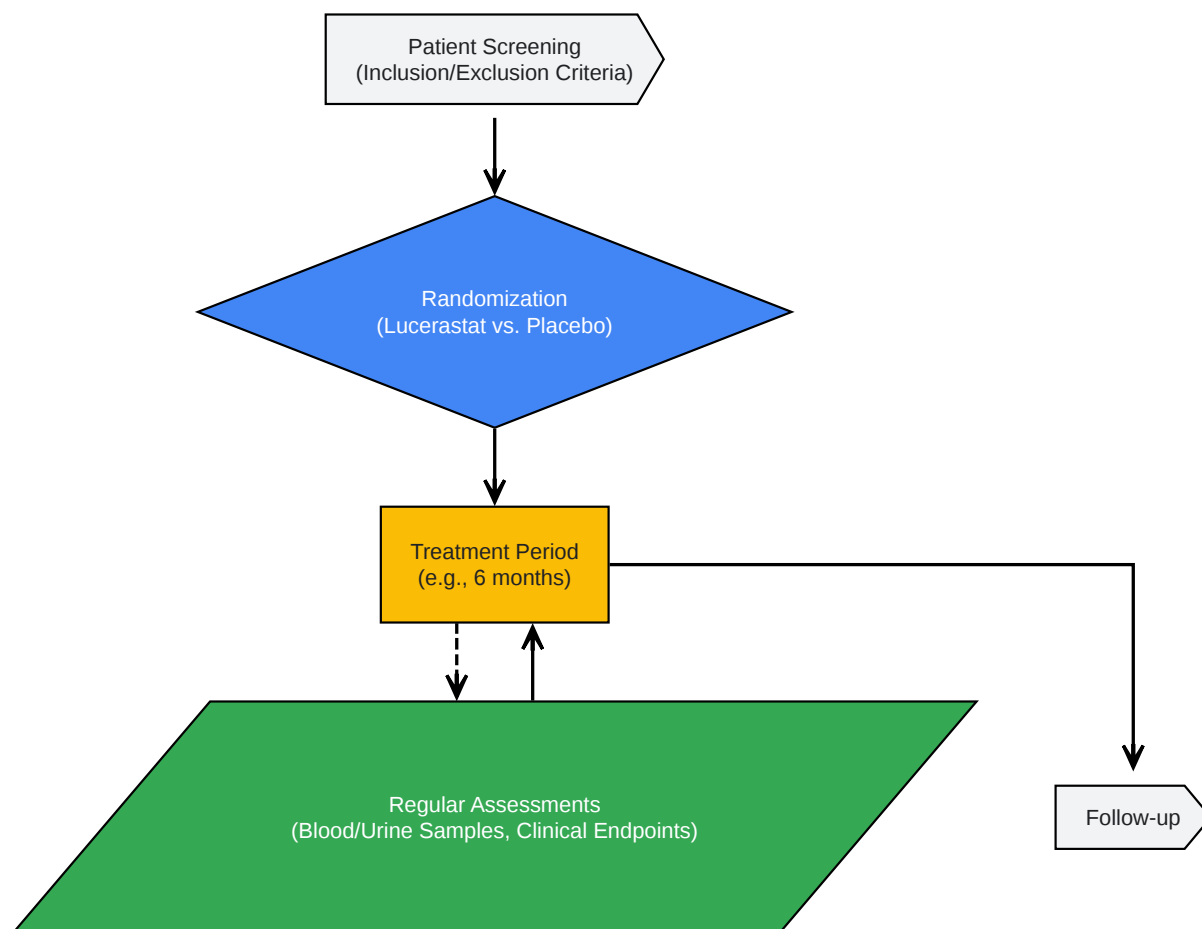 Patient Screening
(Inclusion/Exclusion Criteria)
Randomization
(Lucerastat vs. Placebo)
Treatment Period
(e.g., 6 months)
Regular Assessments
(Blood/Urine Samples, Clinical Endpoints)
Follow-up